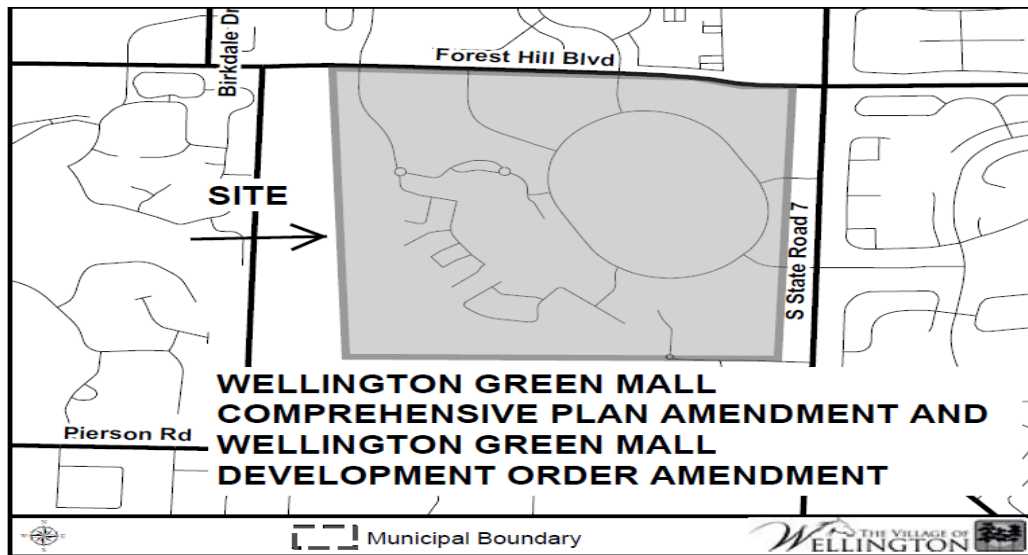 Birkdale Dr
Forest Hill Blvd
SITE
S State Road 7
WELLINGTON GREEN MALL
COMPREHENSIVE PLAN AMENDMENT AND
WELLINGTON GREEN MALL
DEVELOPMENT ORDER AMENDMENT
Pierson Rd
N
W E
S
Municipal Boundary
THE VILLAGE OF
WELLINGTON